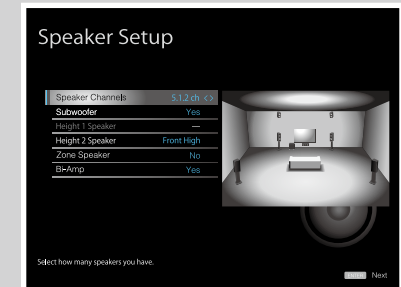 Speaker Setup
Speaker Channels 5.1.2 ch < >
Subwoofer Yes
Height 1 Speaker ---
Height 2 Speaker Front High
Zone Speaker No
Bi-Amp Yes
Select how many speakers you have.
ENTER Next